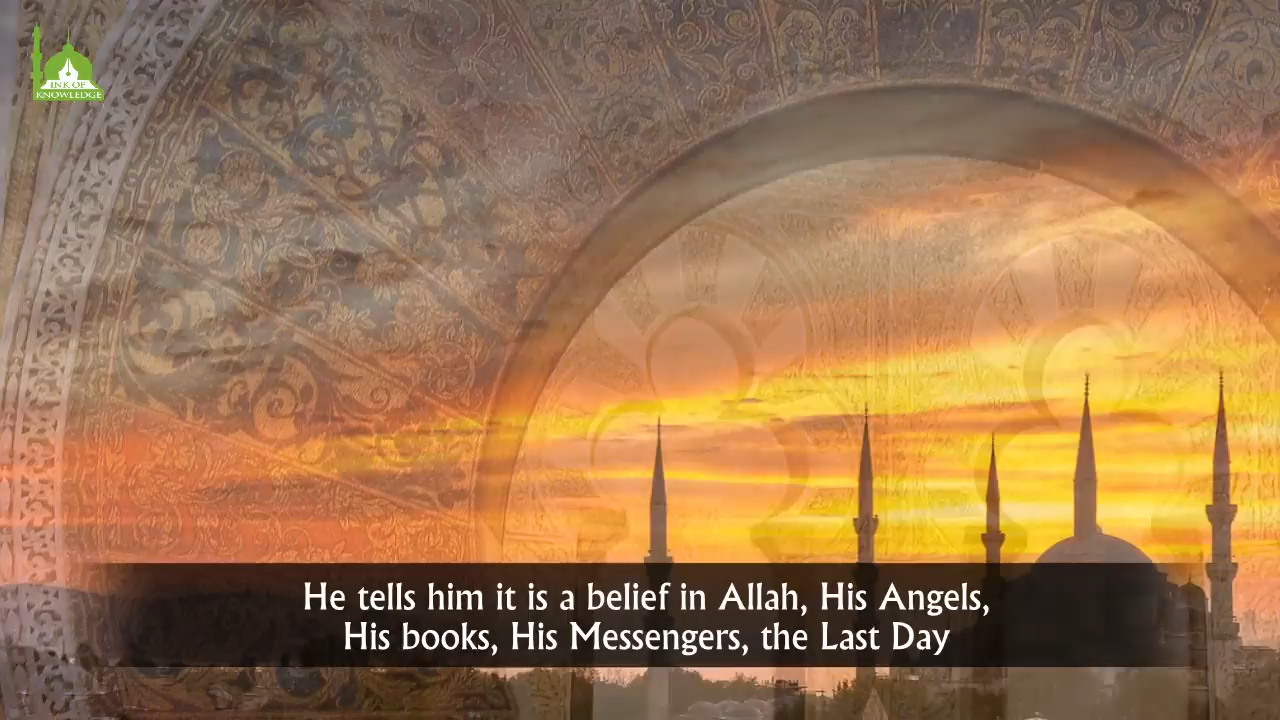 INK OF
KNOWLEDGE
He tells him it is a belief in Allah, His Angels,
His books, His Messengers, the Last Day